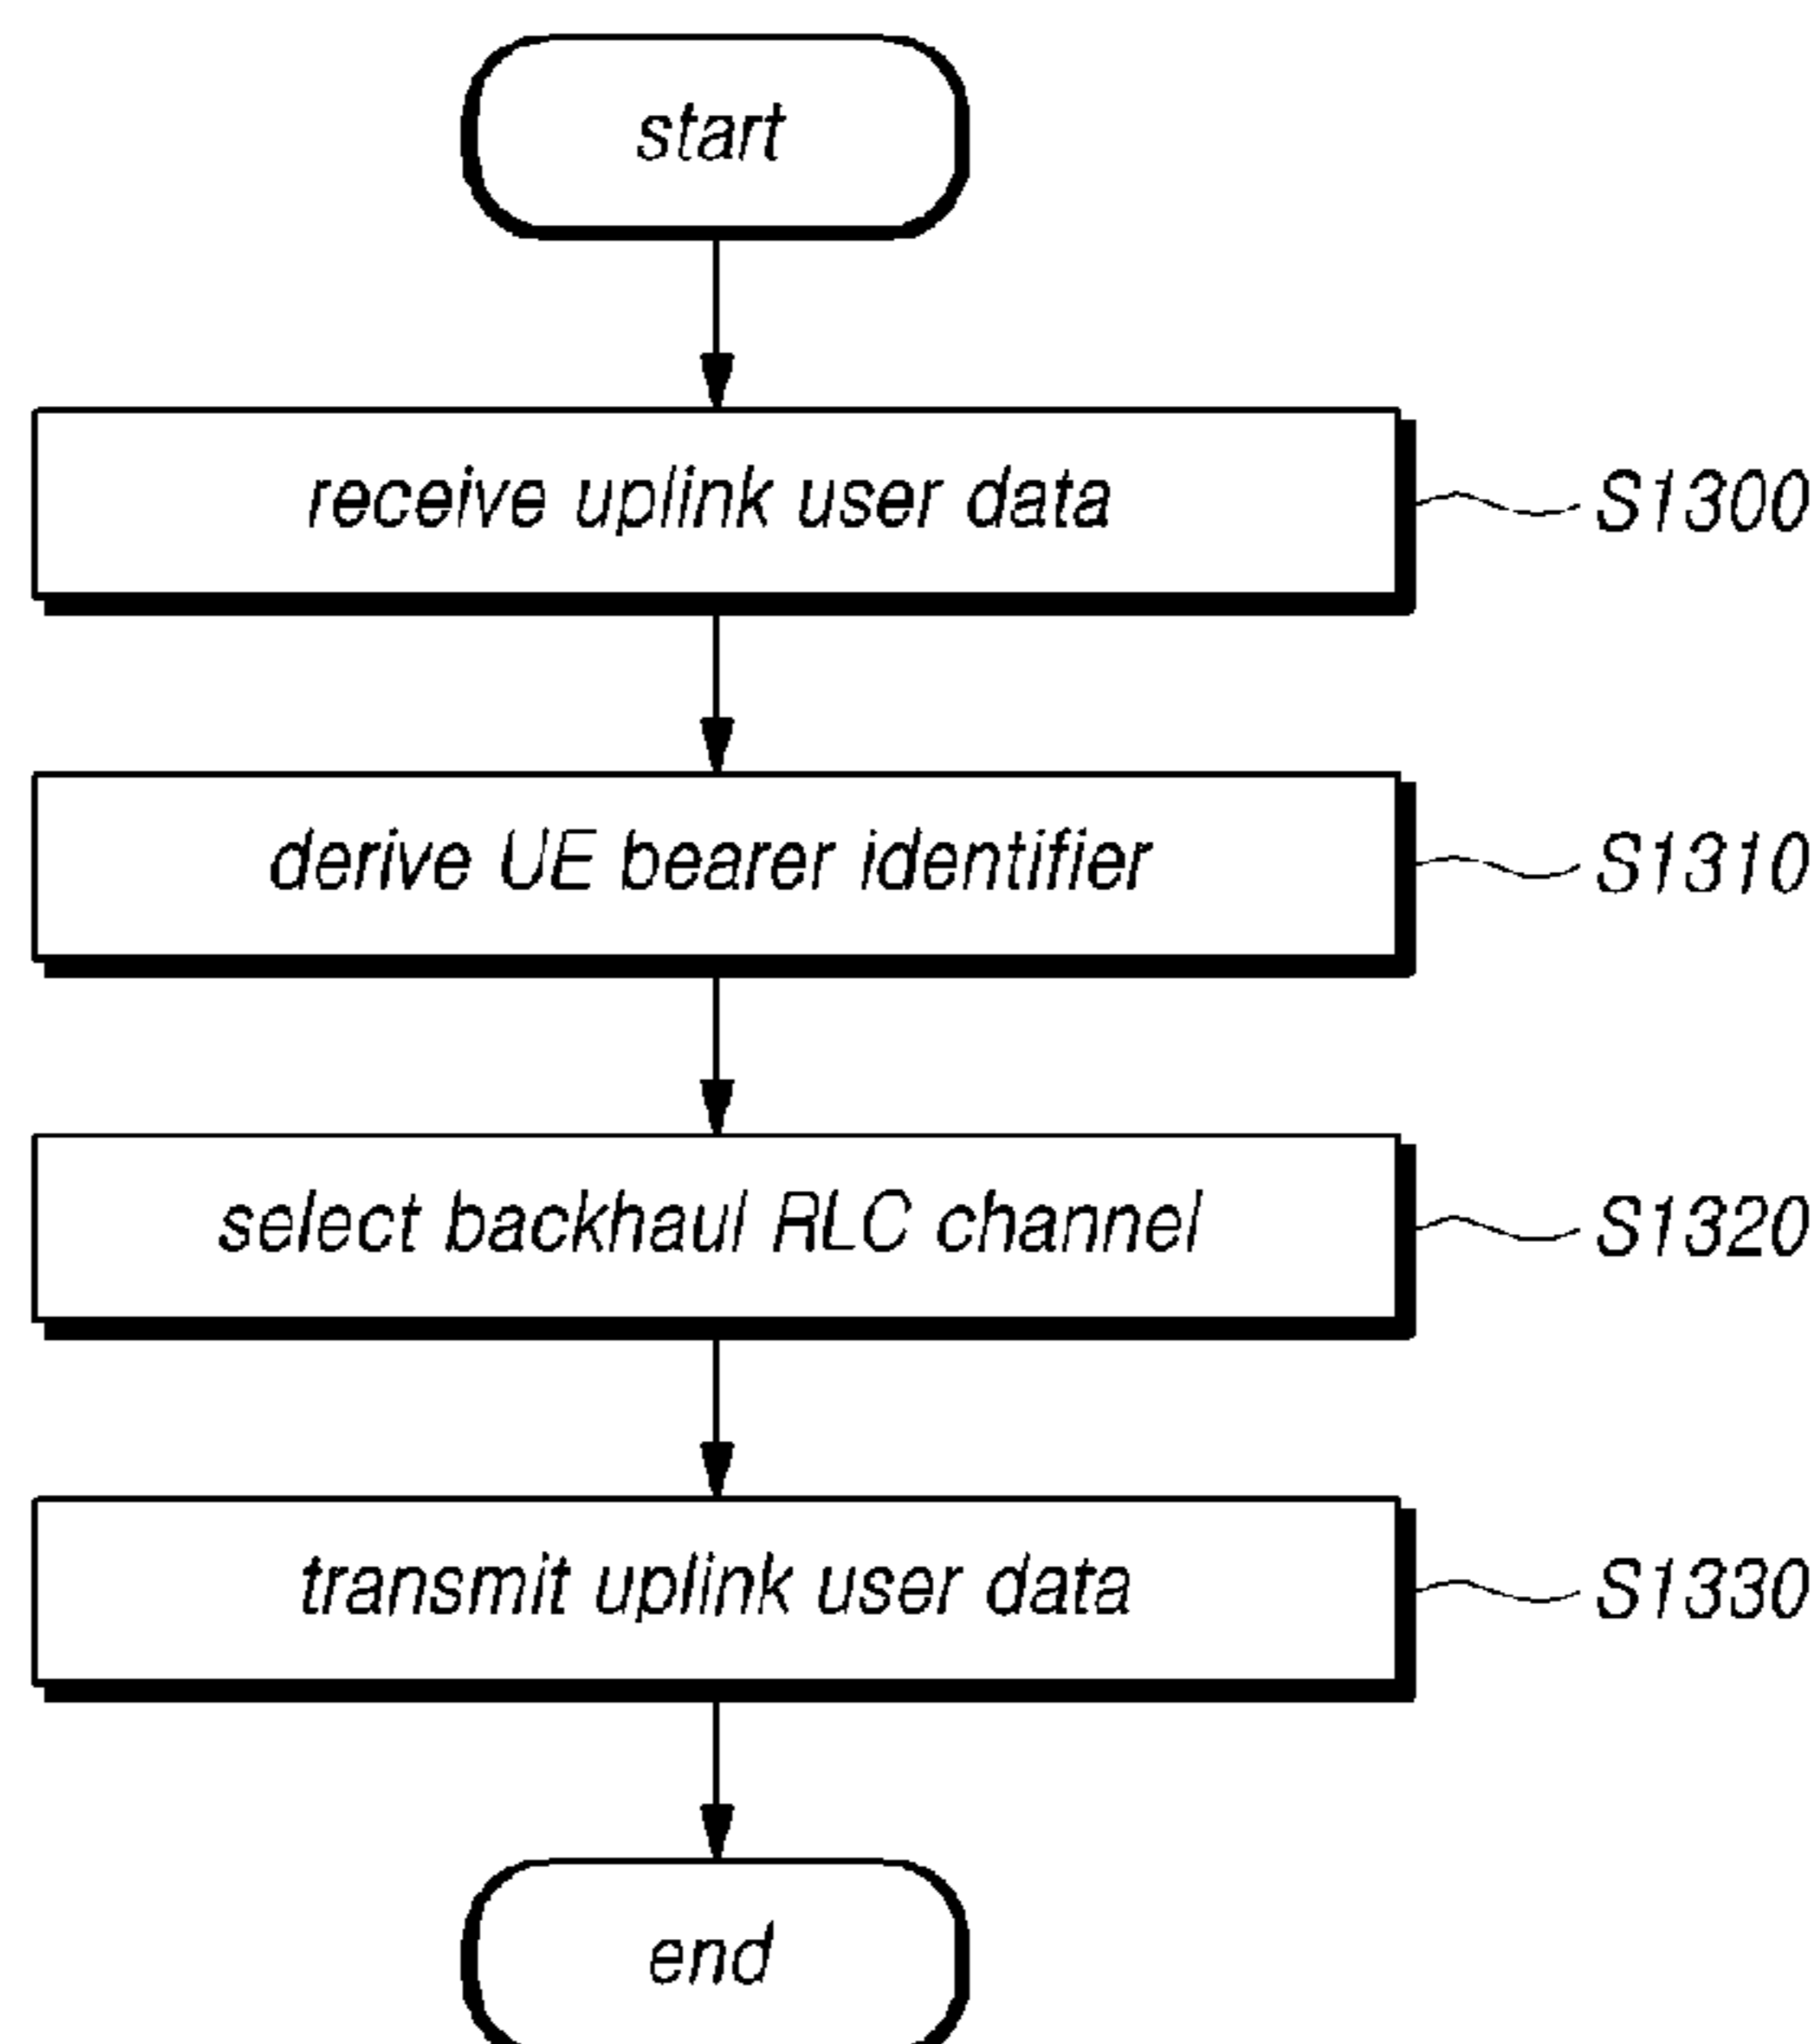 start
receive uplink user data
S1300
derive UE bearer identifier
S1310
select backhaul RLC channel
S1320
transmit uplink user data
S1330
end